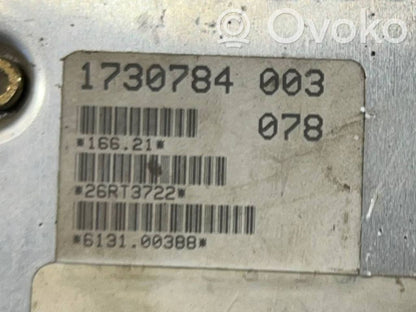 Ovoko
1730784 003
078
*166.21*
*26RT3722*
*6131.00388*